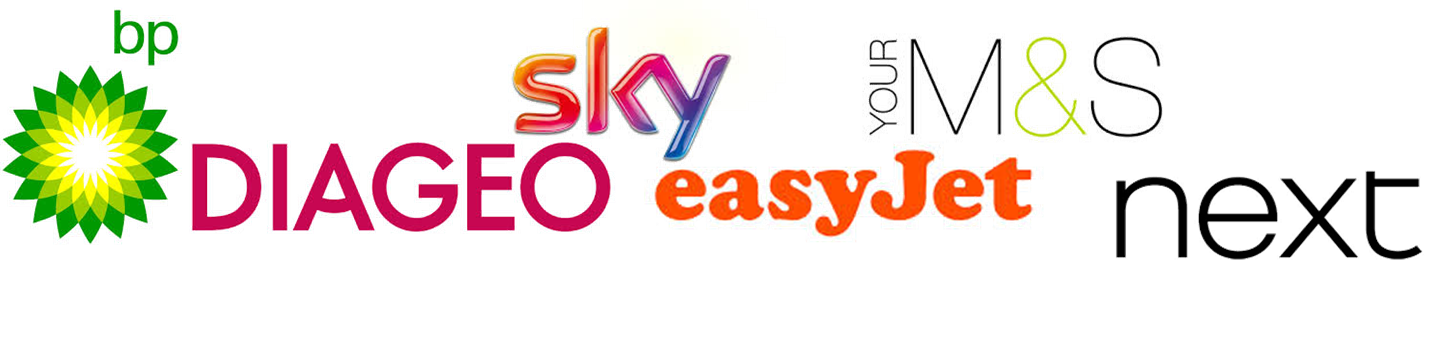 bp
DIAGEO
sky
easyJet
YOUR M&S
next